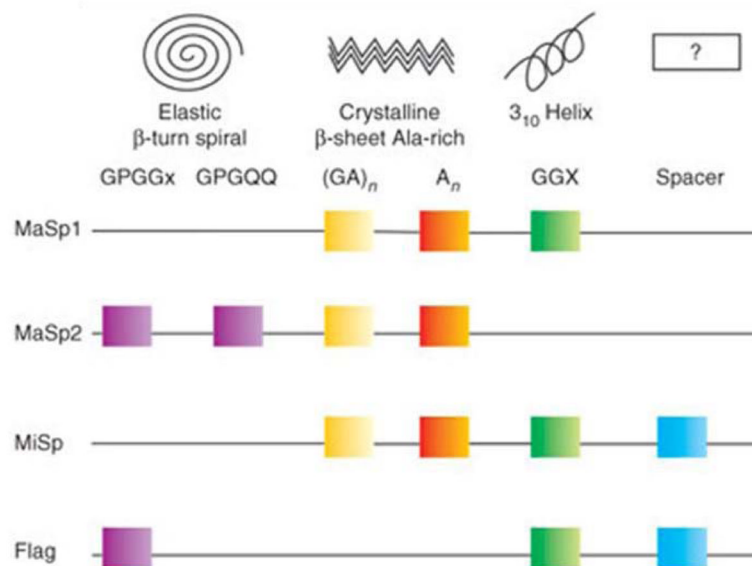 ?
Elastic
β-turn spiral
Crystalline
β-sheet Ala-rich
3₁₀ Helix
GPGGx GPGQQ (GA)ₙ Aₙ GGX Spacer
MaSp1
MaSp2
MiSp
Flag